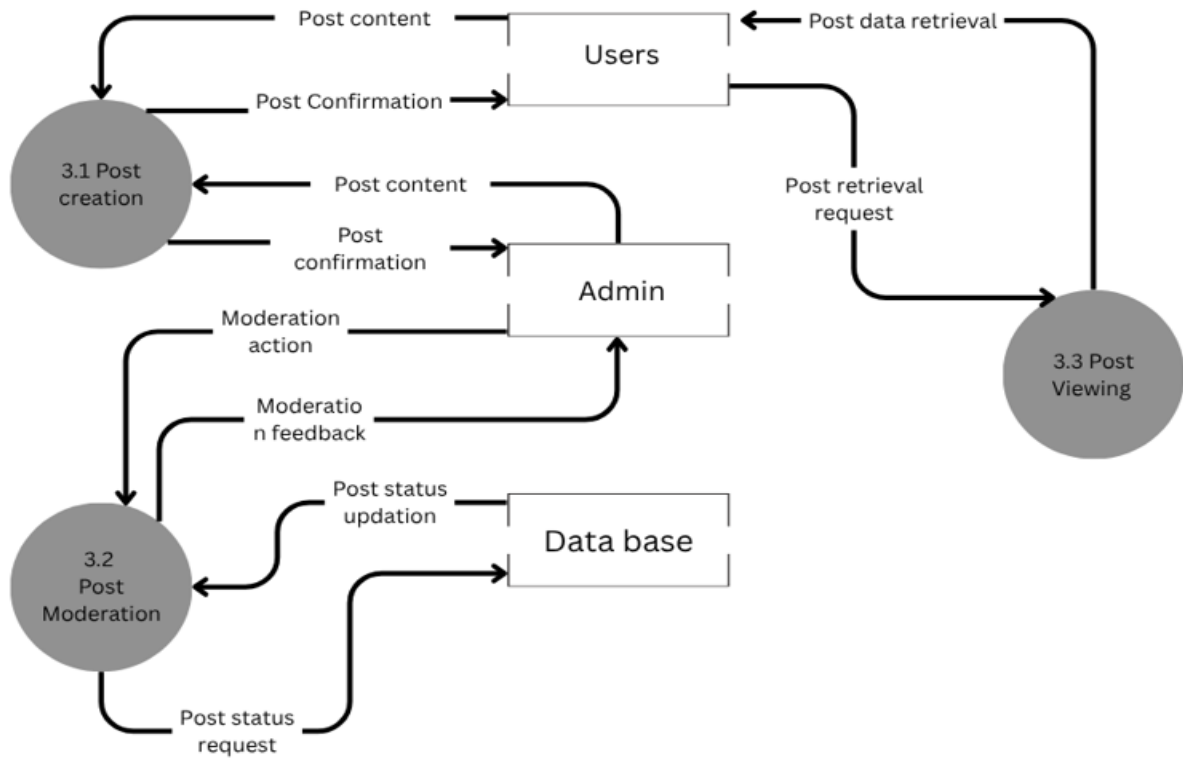 Post content
Users
Post data retrieval
Post Confirmation
3.1 Post
creation
Post content
Post retrieval
request
Post
confirmation
Admin
Moderation
action
3.3 Post
Viewing
Moderatio
n feedback
Post status
updation
Data base
3.2
Post
Moderation
Post status
request